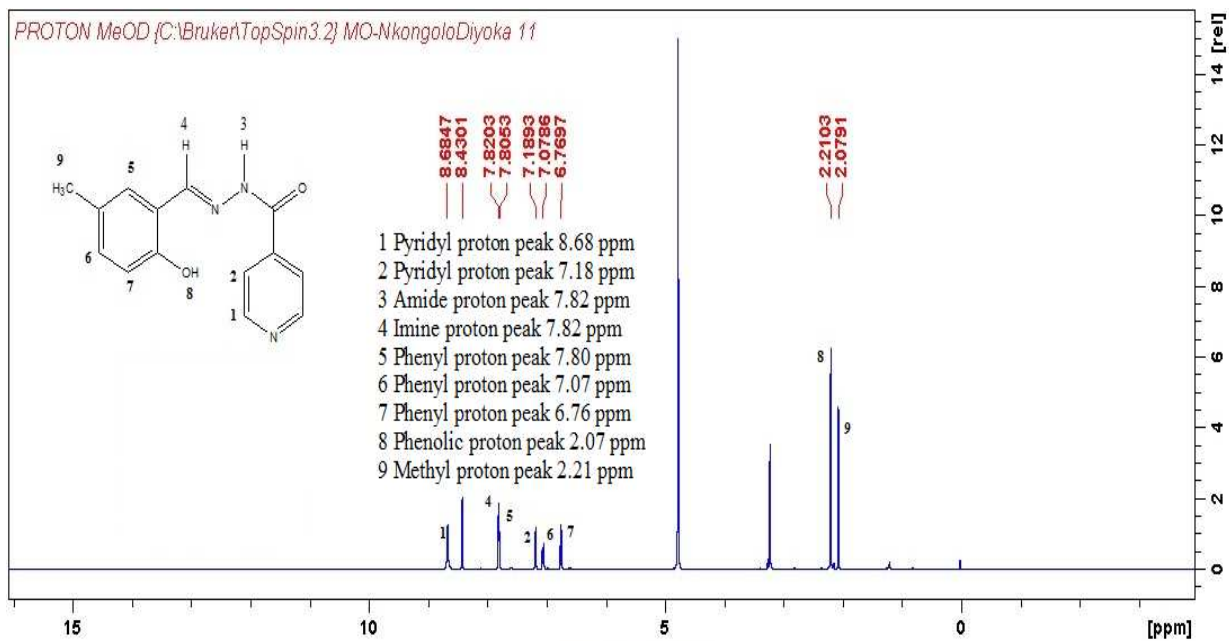 PROTON MeOD {C:\Bruker\TopSpin3.2} MO-NkongoloDiyoka 11
[rel]
14
12
10
8
6
4
2
0
8.6847
8.4301
7.8203
7.8053
7.1893
7.0786
6.7697
2.2103
2.0791
4
3
H
H
9
5
H₃C
N
N
O
6
7
OH
8
2
1
N
1 Pyridyl proton peak 8.68 ppm
2 Pyridyl proton peak 7.18 ppm
3 Amide proton peak 7.82 ppm
4 Imine proton peak 7.82 ppm
5 Phenyl proton peak 7.80 ppm
6 Phenyl proton peak 7.07 ppm
7 Phenyl proton peak 6.76 ppm
8 Phenolic proton peak 2.07 ppm
9 Methyl proton peak 2.21 ppm
8
9
1
4
5
2
6
7
15
10
5
0
[ppm]